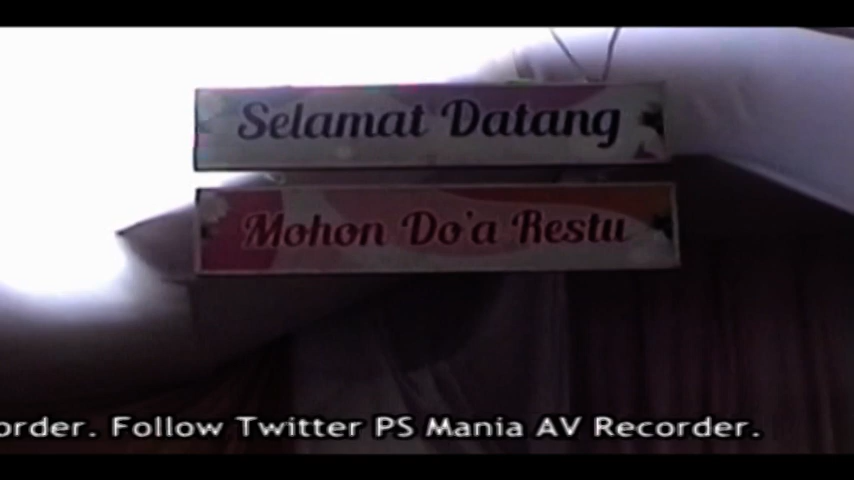 Selamat Datang
Mohon Do'a Restu
order. Follow Twitter PS Mania AV Recorder.